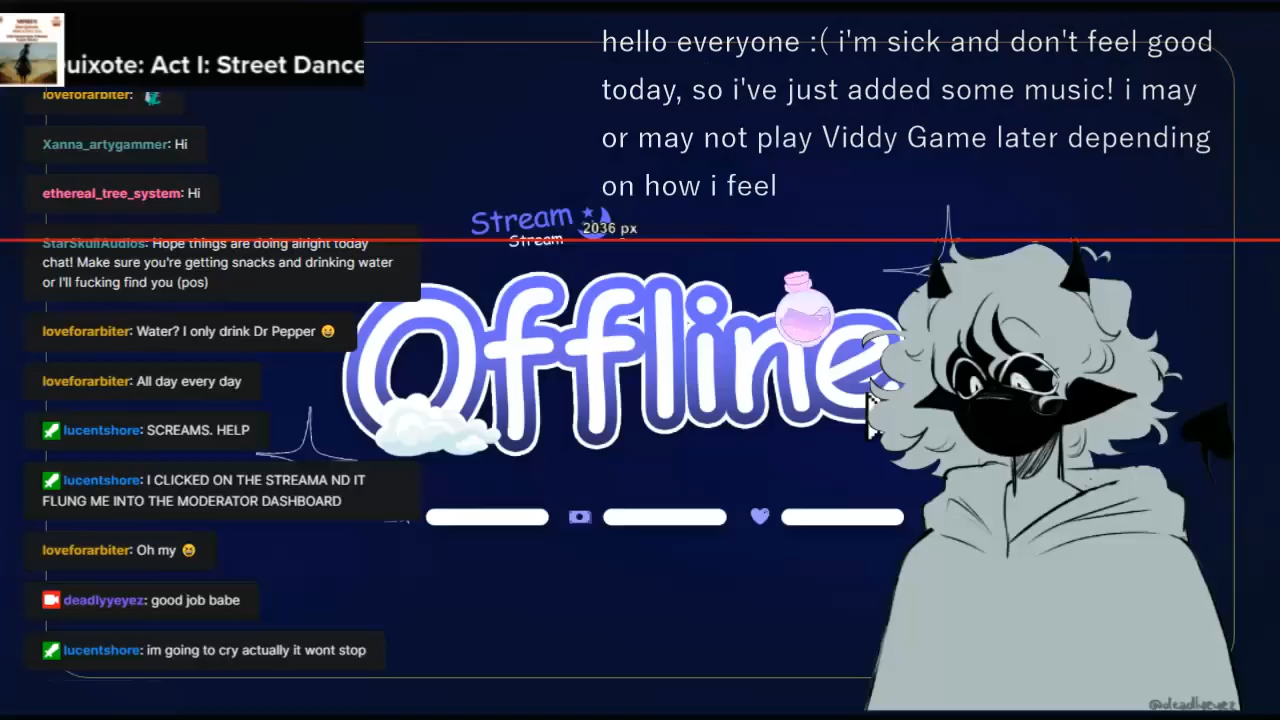 uixote: Act I: Street Dance
hello everyone :( i'm sick and don't feel good
today, so i've just added some music! i may
or may not play Viddy Game later depending
on how i feel
loveforarbiter:
Xanna_artygammer: Hi
ethereal_tree_system: Hi
StarSkullAudios: Hope things are doing alright today
chat! Make sure you're getting snacks and drinking water
or I'll fucking find you (pos)
loveforarbiter: Water? I only drink Dr Pepper 😀
loveforarbiter: All day every day
lucentshore: SCREAMS. HELP
lucentshore: I CLICKED ON THE STREAMA ND IT
FLUNG ME INTO THE MODERATOR DASHBOARD
loveforarbiter: Oh my 😆
deadlyyeyez: good job babe
lucentshore: im going to cry actually it wont stop
Stream
2036 px
Stream
Offline
@deadlyeyez